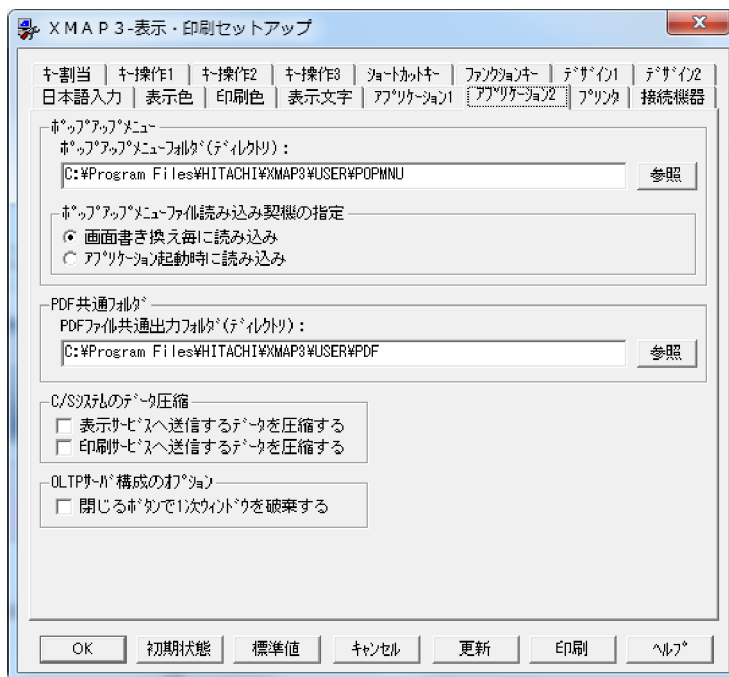 XMAP3-表示・印刷セットアップ
ｷｰ割当 ｷｰ操作1 ｷｰ操作2 ｷｰ操作3 ｼｮｰﾄｶｯﾄｷｰ ﾌｧﾝｸｼｮﾝｷｰ ﾃﾞｻﾞｲﾝ1 ﾃﾞｻﾞｲﾝ2
日本語入力 表示色 印刷色 表示文字 ｱﾌﾟﾘｹｰｼｮﾝ1 ｱﾌﾟﾘｹｰｼｮﾝ2 ﾌﾟﾘﾝﾀ 接続機器
ﾎﾟｯﾌﾟｱｯﾌﾟﾒﾆｭｰ
ﾎﾟｯﾌﾟｱｯﾌﾟﾒﾆｭｰﾌｫﾙﾀﾞ(ﾃﾞｨﾚｸﾄﾘ)：
C:¥Program Files¥HITACHI¥XMAP3¥USER¥POPMNU 参照
ﾎﾟｯﾌﾟｱｯﾌﾟﾒﾆｭｰﾌｧｲﾙ読み込み契機の指定
画面書き換え毎に読み込み
ｱﾌﾟﾘｹｰｼｮﾝ起動時に読み込み
PDF共通ﾌｫﾙﾀﾞ
PDFﾌｧｲﾙ共通出力ﾌｫﾙﾀﾞ(ﾃﾞｨﾚｸﾄﾘ)：
C:¥Program Files¥HITACHI¥XMAP3¥USER¥PDF 参照
C/Sｼｽﾃﾑのﾃﾞｰﾀ圧縮
表示ｻｰﾋﾞｽへ送信するﾃﾞｰﾀを圧縮する
印刷ｻｰﾋﾞｽへ送信するﾃﾞｰﾀを圧縮する
OLTPｻｰﾊﾞ構成のｵﾌﾟｼｮﾝ
閉じるﾎﾞﾀﾝで1次ｳｨﾝﾄﾞｳを破棄する
OK 初期状態 標準値 ｷｬﾝｾﾙ 更新 印刷 ﾍﾙﾌﾟ